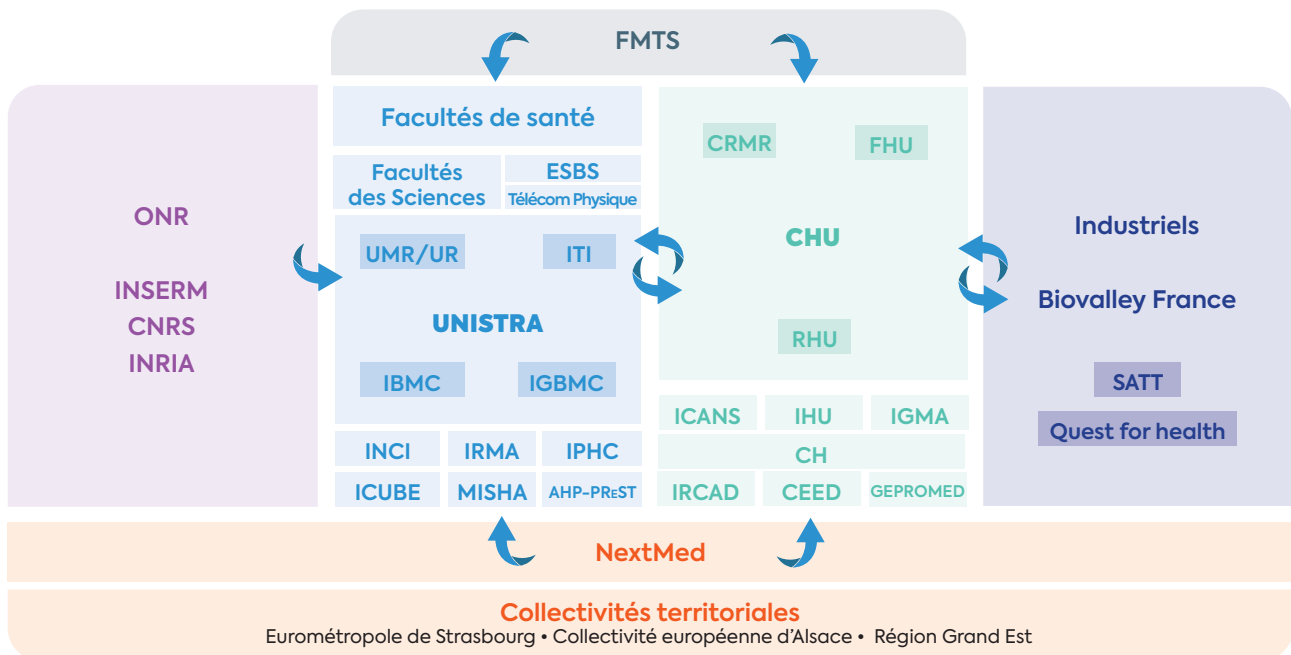 FMTS
ONR
INSERM
CNRS
INRIA
Facultés de santé
Facultés
des Sciences
ESBS
Télécom Physique
UMR/UR
ITI
UNISTRA
IBMC
IGBMC
INCI
IRMA
IPHC
ICUBE
MISHA
AHP-PREST
CRMR
FHU
CHU
RHU
ICANS
IHU
IGMA
CH
IRCAD
CEED
GEPROMED
Industriels
Biovalley France
SATT
Quest for health
NextMed
Collectivités territoriales
Eurométropole de Strasbourg • Collectivité européenne d’Alsace • Région Grand Est